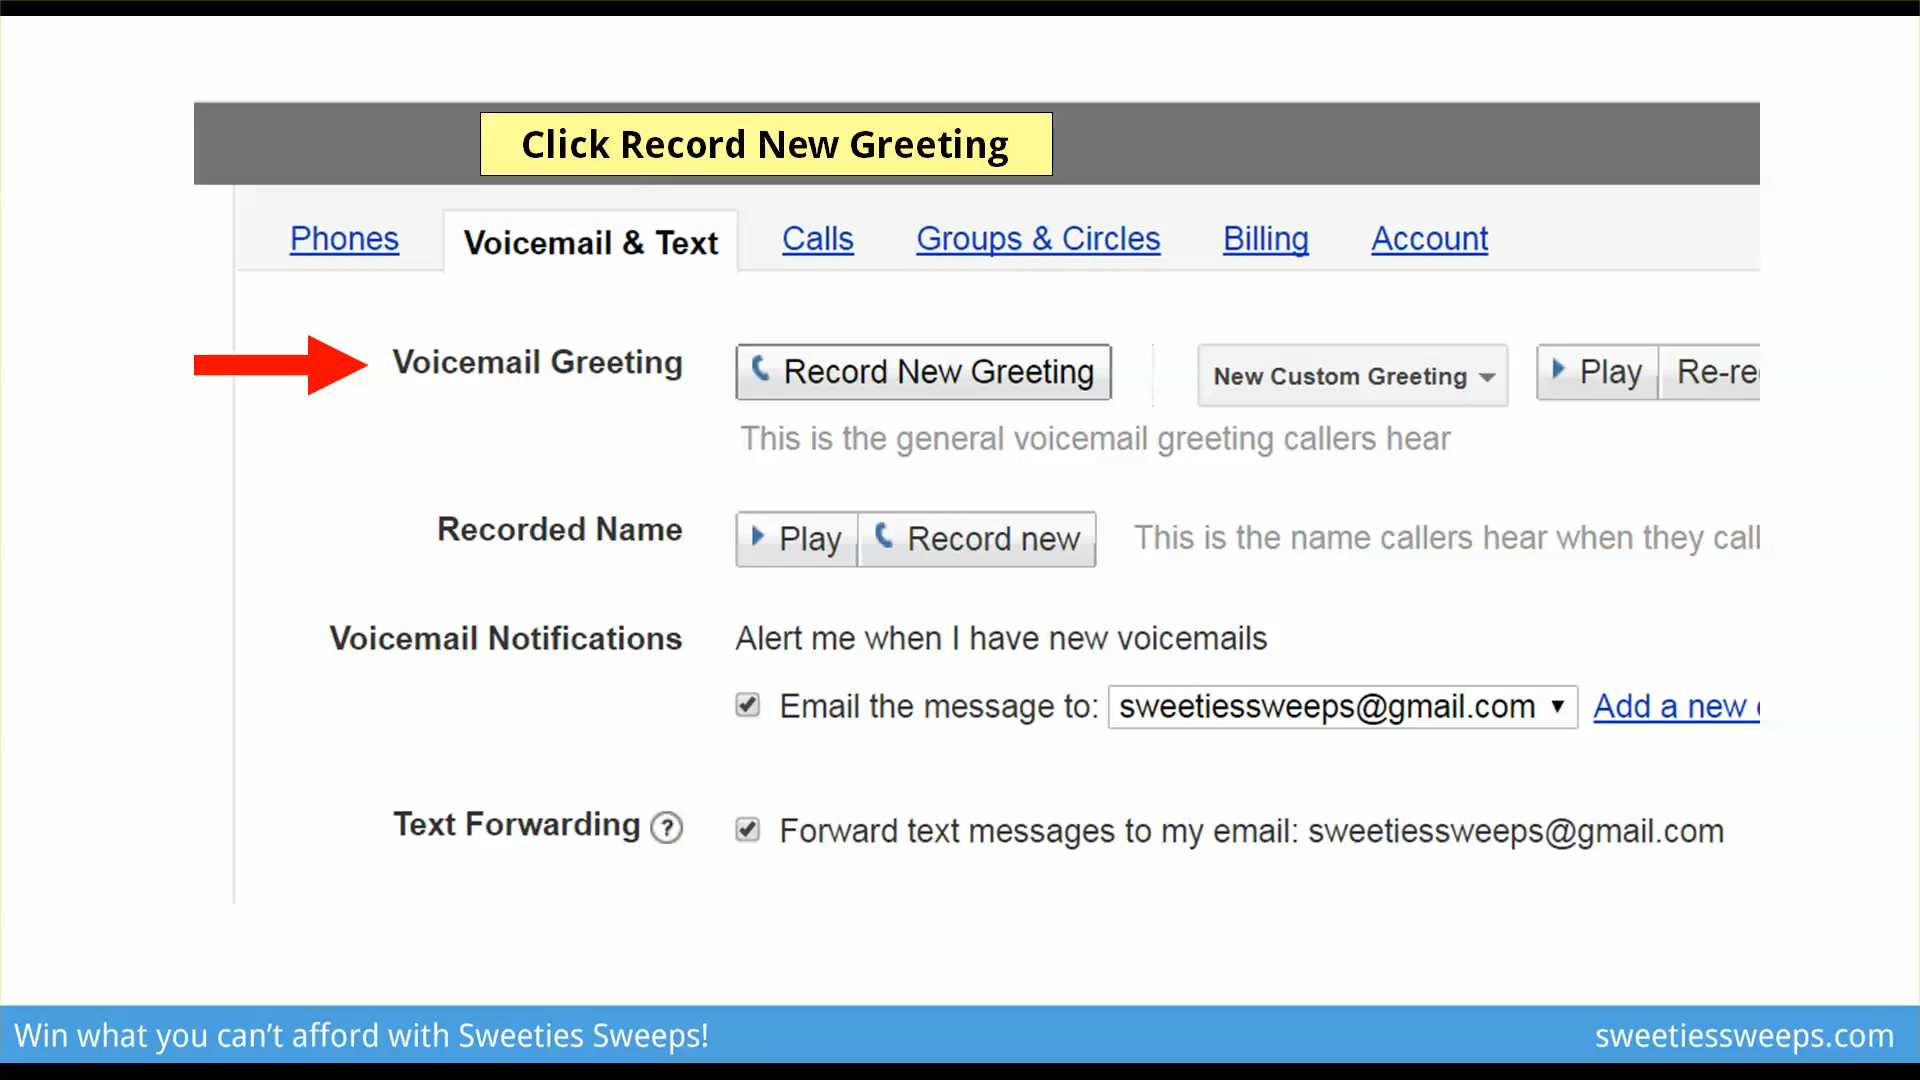 Click Record New Greeting
Phones Voicemail & Text Calls Groups & Circles Billing Account
Voicemail Greeting Record New Greeting New Custom Greeting Play Re-re
This is the general voicemail greeting callers hear
Recorded Name Play Record new This is the name callers hear when they call
Voicemail Notifications Alert me when I have new voicemails
Email the message to: sweetiessweeps@gmail.com Add a new
Text Forwarding ? Forward text messages to my email: sweetiessweeps@gmail.com
Win what you can’t afford with Sweeties Sweeps! sweetiessweeps.com